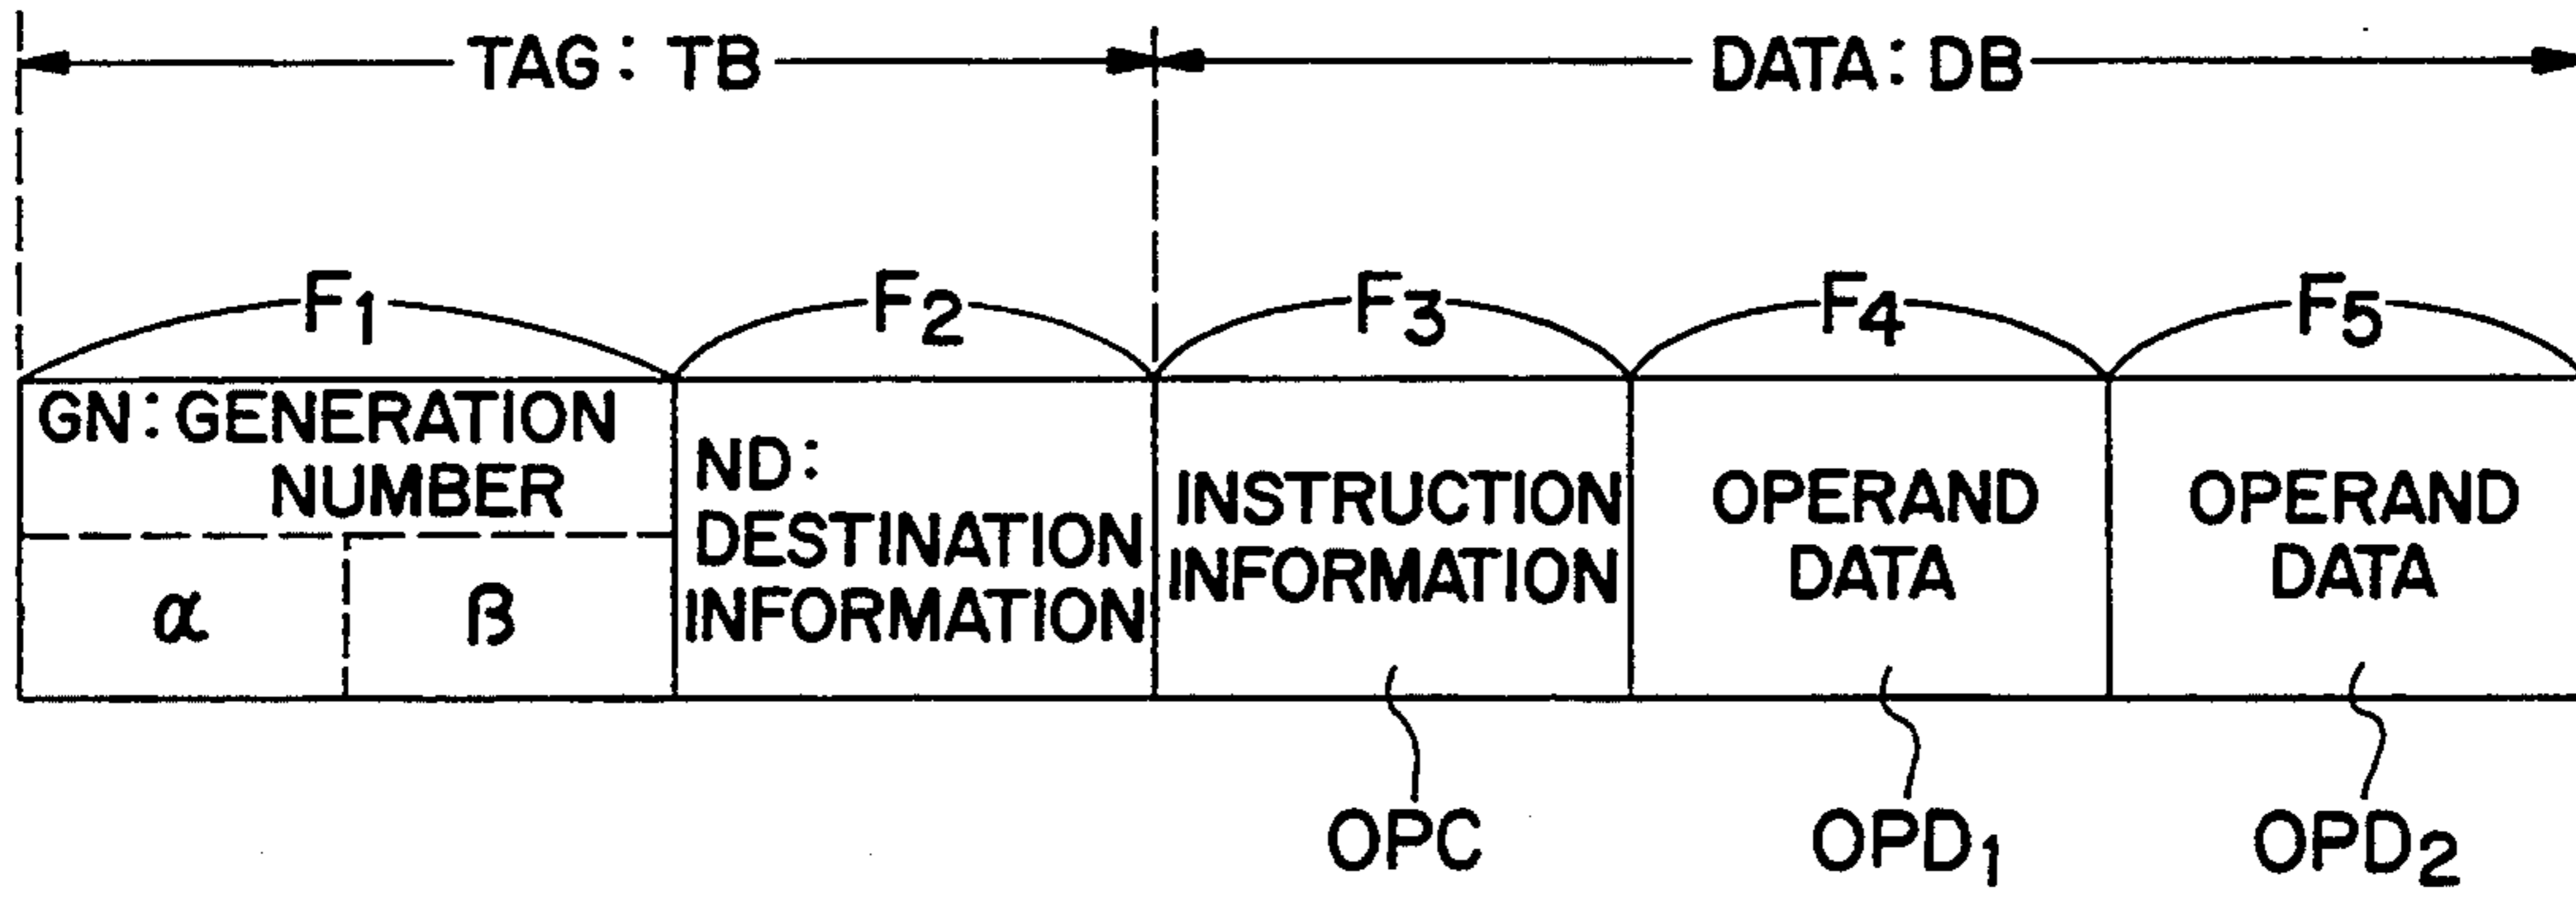 TAG: TB
DATA: DB
F1
F2
F3
F4
F5
GN: GENERATION
NUMBER
α
β
ND:
DESTINATION
INFORMATION
INSTRUCTION
INFORMATION
OPERAND
DATA
OPERAND
DATA
OPC
OPD1
OPD2